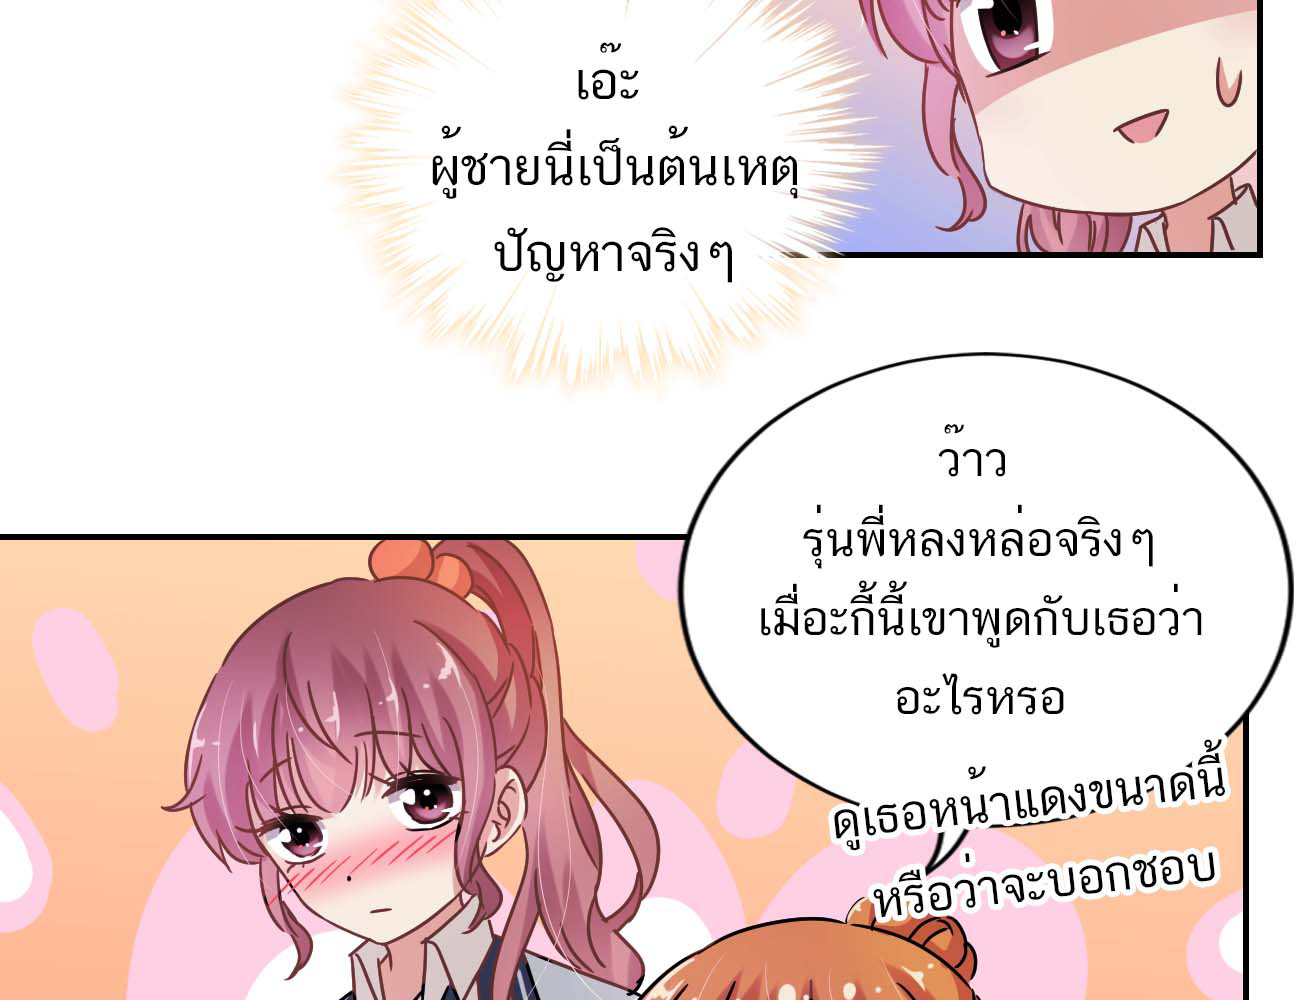 เอ๊ะ
ผู้ชายนี่เป็นต้นเหตุ
ปัญหาจริงๆ
ว๊าว
รุ่นพี่หลงหล่อจริงๆ
เมื่อะกี้นี้เขาพูดกับเธอว่า
อะไรหรอ
ดูเธอหน้าแดงขนาดนี้
หรือว่าจะบอกชอบ